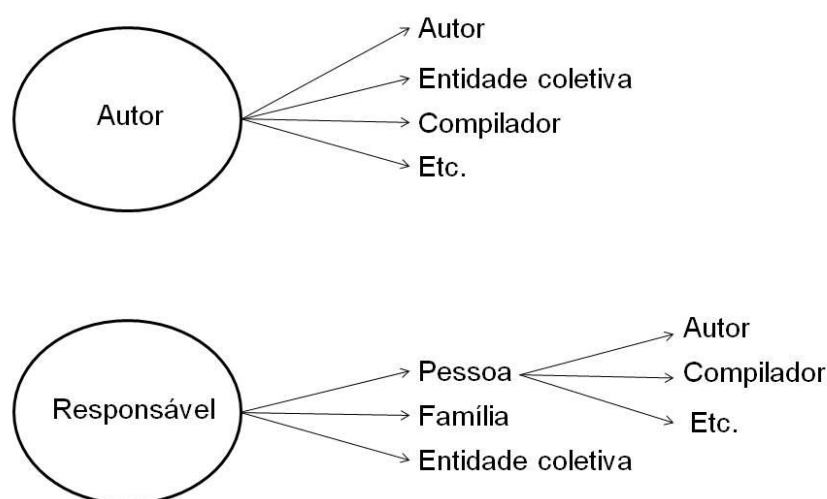 Autor
Autor
Entidade coletiva
Compilador
Etc.
Responsável
Pessoa
Família
Entidade coletiva
Autor
Compilador
Etc.